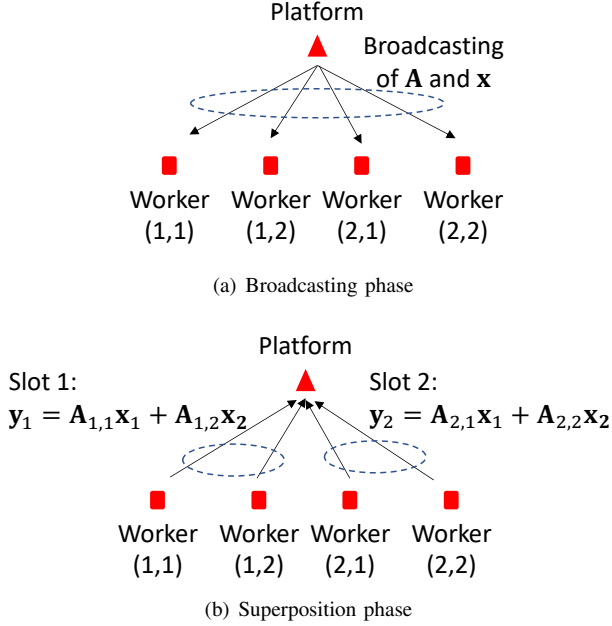 Platform
Broadcasting
of A and x
Worker Worker Worker Worker
(1,1) (1,2) (2,1) (2,2)
(a) Broadcasting phase
Platform
Slot 1: Slot 2:
y₁ = A₁,₁x₁ + A₁,₂x₂ y₂ = A₂,₁x₁ + A₂,₂x₂
Worker Worker Worker Worker
(1,1) (1,2) (2,1) (2,2)
(b) Superposition phase